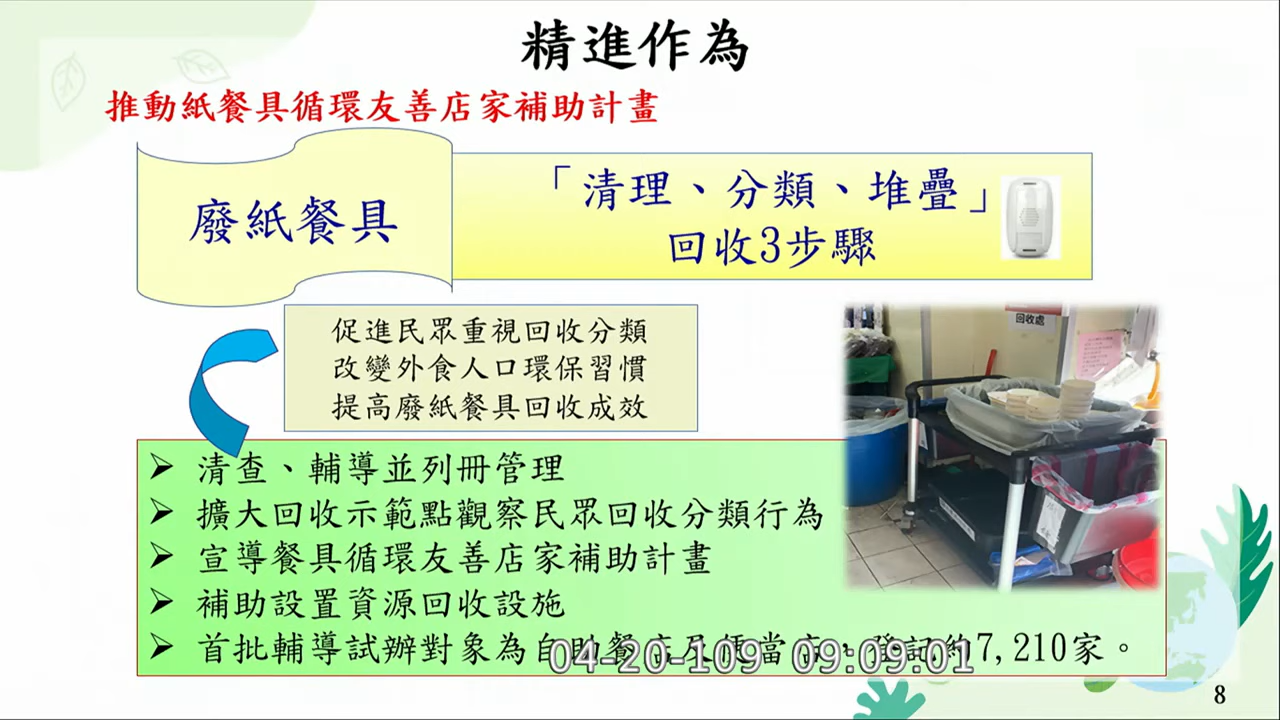 精進作為
推動紙餐具循環友善店家補助計畫
廢紙餐具
「清理、分類、堆疊」
回收3步驟
促進民眾重視回收分類
改變外食人口環保習慣
提高廢紙餐具回收成效
回收處
清查、輔導並列冊管理
擴大回收示範點觀察民眾回收分類行為
宣導餐具循環友善店家補助計畫
補助設置資源回收設施
首批輔導試辦對象為自助餐店及便當店，登記約7,210家。
04-20-109 09:09:01
8